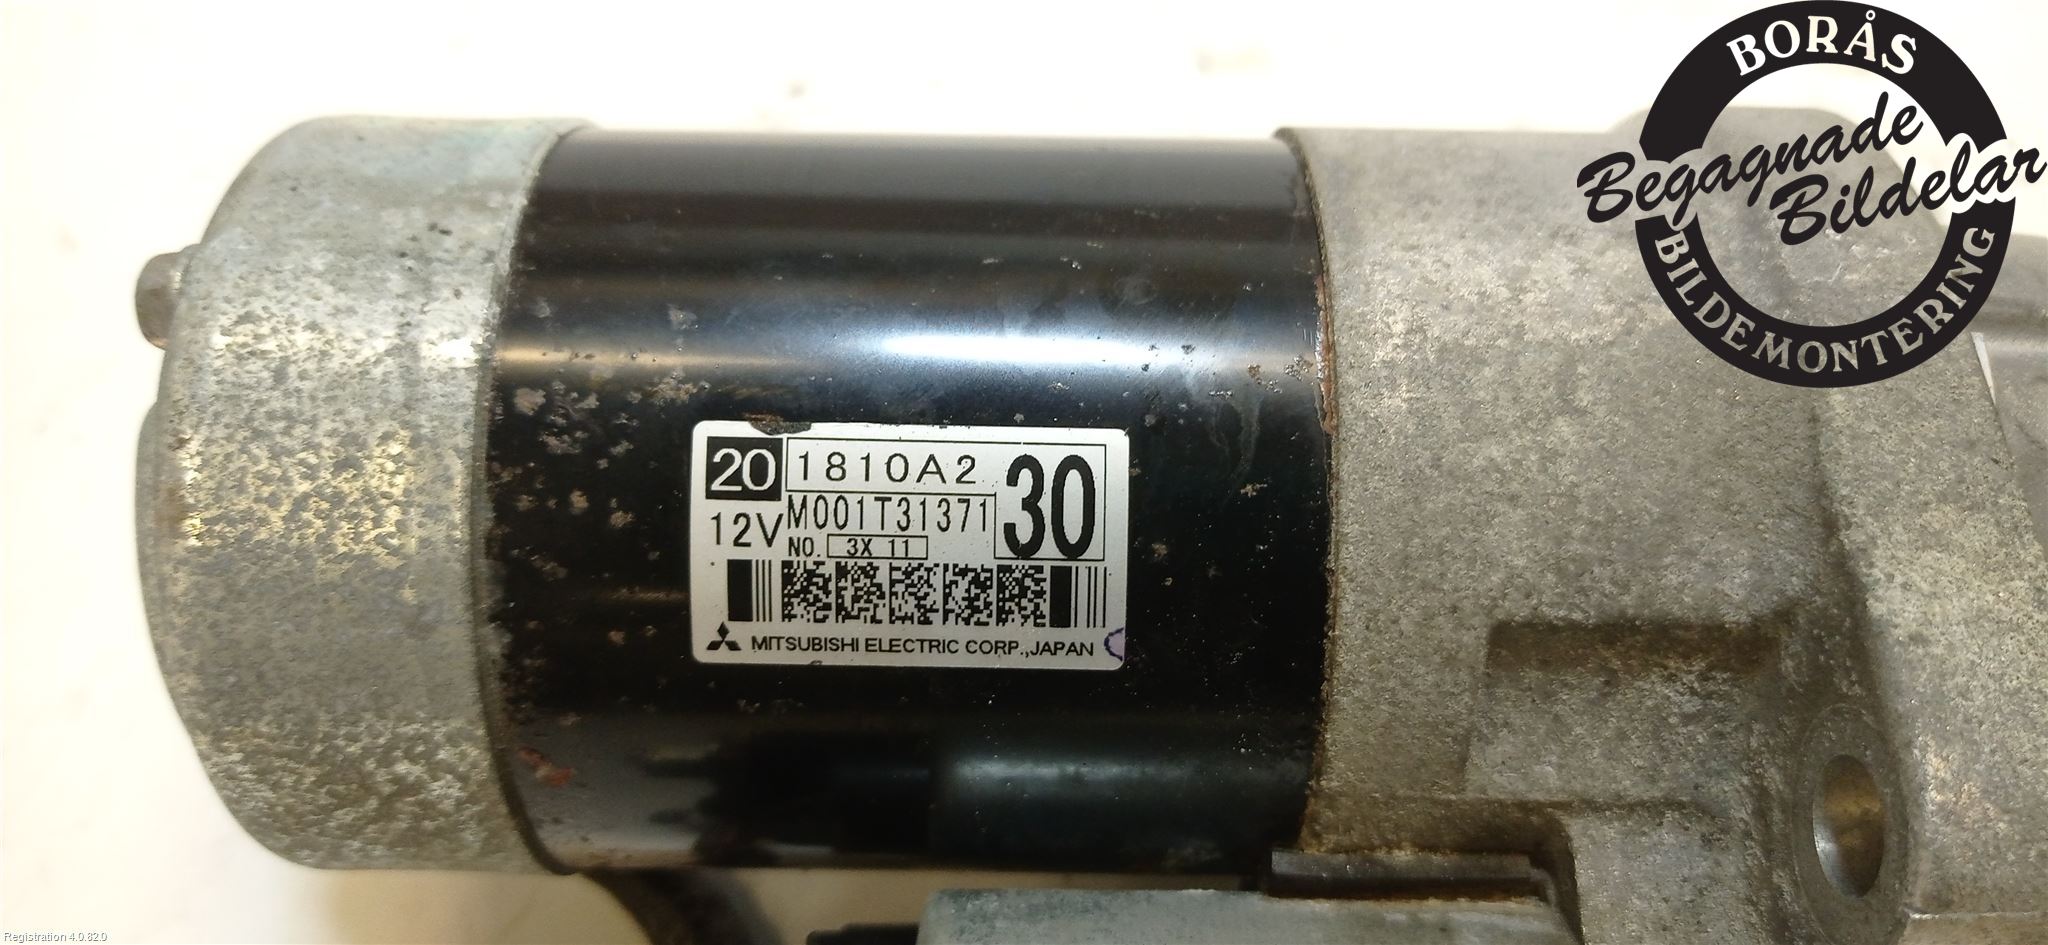 BORÅS
Begagnade
Bildelar
BILDEMONTERING
20 1810A2 30
12V M001T31371
NO. 3X 11
MITSUBISHI ELECTRIC CORP.,JAPAN
Registration 4.0.82.0